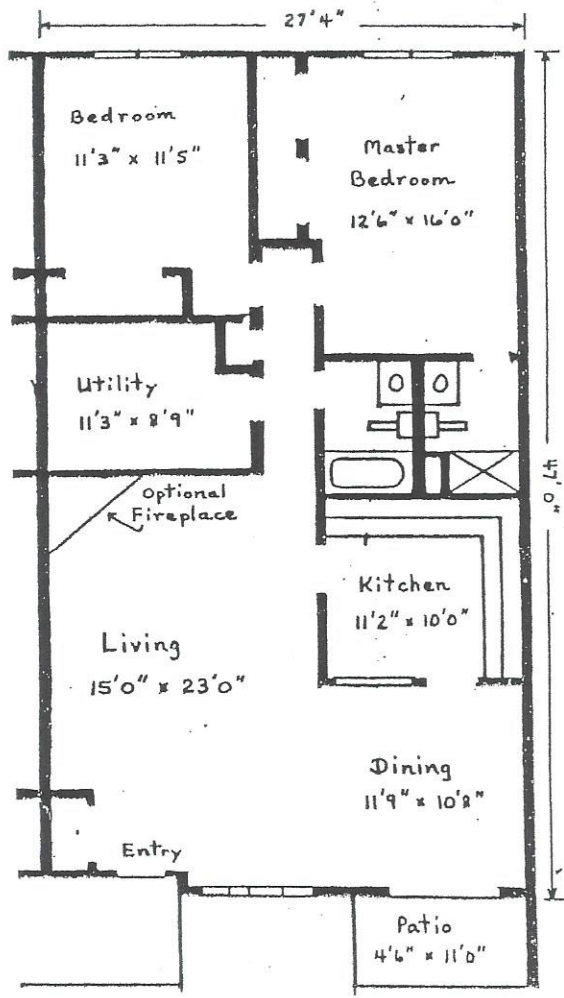 27'4"
Bedroom
11'3" x 11'5"
Master
Bedroom
12'6" x 16'0"
Utility
11'3" x 8'9"
47'0"
Optional
Fireplace
Kitchen
11'2" x 10'0"
Living
15'0" x 23'0"
Dining
11'9" x 10'8"
Entry
Patio
4'6" x 11'0"